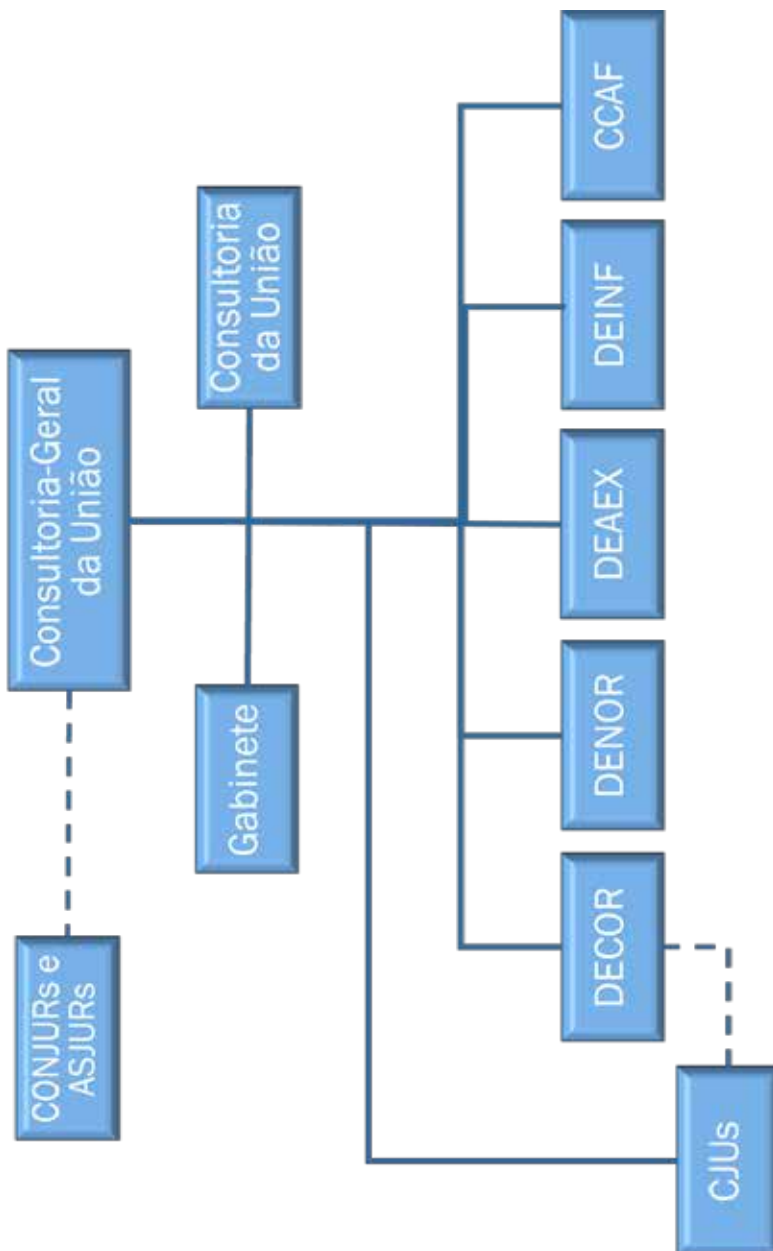 Consultoria-Geral
da União
CONJURs e
ASJURs
Gabinete
Consultoria
da União
DECOR
DENOR
DEAEX
DEINF
CCAF
CJUs